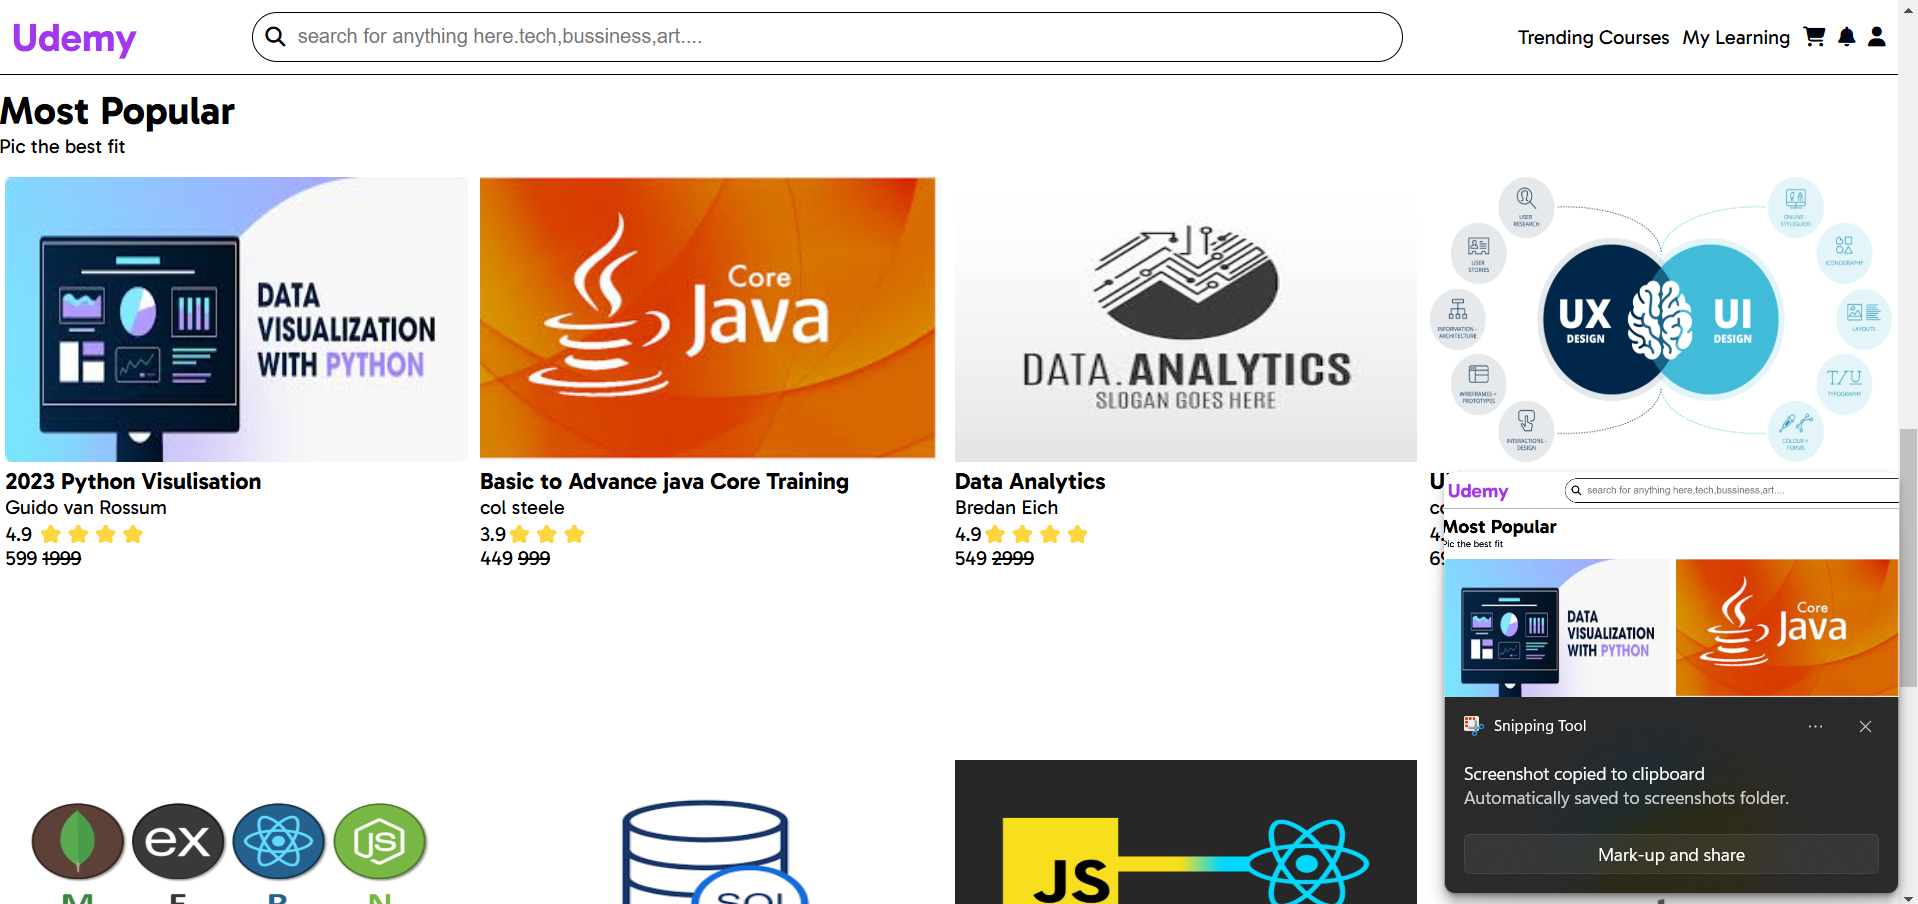 Udemy
search for anything here.tech,bussiness,art....
Trending Courses
My Learning
Most Popular
Pic the best fit
DATA
VISUALIZATION
WITH PYTHON
Core
Java
DATA.ANALYTICS
SLOGAN GOES HERE
USER
RESEARCH
USER
STORIES
INFORMATION -
ARCHITECTURE
WIREFRAMES +
PROTOTYPES
INTERACTIONS -
DESIGN
UX
DESIGN
UI
DESIGN
ONLINE -
STYLEGUIDE
ICONOGRAPHY
LAYOUTS
T/U
TYPOGRAPHY
COLOUR +
FORMS
2023 Python Visulisation
Guido van Rossum
4.9
599 1999
Basic to Advance java Core Training
col steele
3.9
449 999
Data Analytics
Bredan Eich
4.9
549 2999
Udemy
search for anything here.tech,bussiness,art....
Most Popular
Pic the best fit
DATA
VISUALIZATION
WITH PYTHON
Core
Java
Snipping Tool
Screenshot copied to clipboard
Automatically saved to screenshots folder.
Mark-up and share
ex
JS
M E R N
SQL
JS